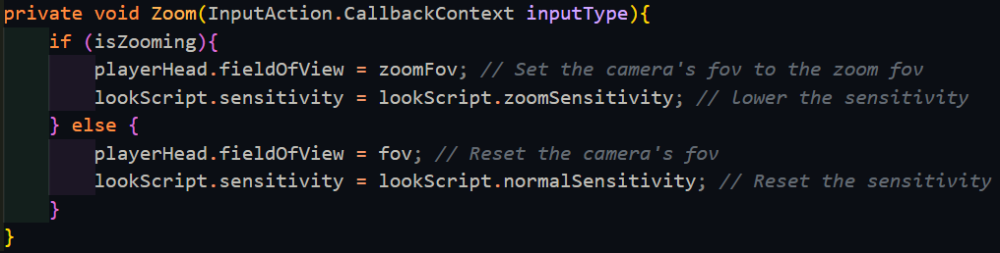 private void Zoom(InputAction.CallbackContext inputType){
    if (isZooming){
        playerHead.fieldOfView = zoomFov; // Set the camera's fov to the zoom fov
        lookScript.sensitivity = lookScript.zoomSensitivity; // lower the sensitivity
    } else {
        playerHead.fieldOfView = fov; // Reset the camera's fov
        lookScript.sensitivity = lookScript.normalSensitivity; // Reset the sensitivity
    }
}